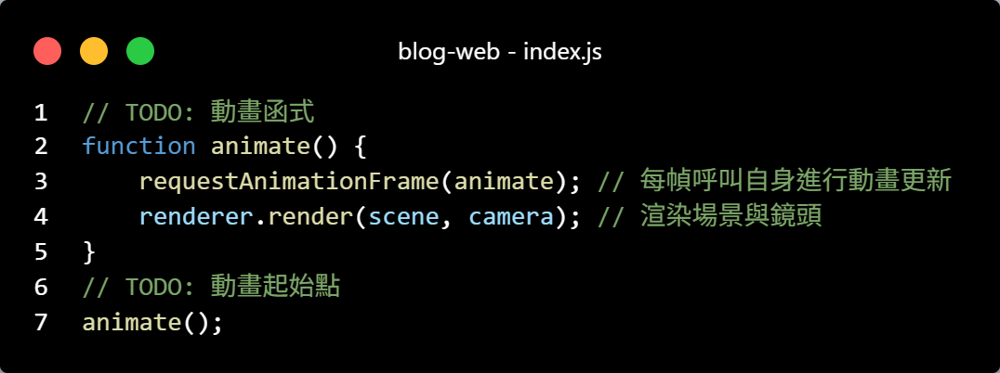 blog-web - index.js
1 // TODO: 動畫函式
2 function animate() {
3     requestAnimationFrame(animate); // 每幀呼叫自身進行動畫更新
4     renderer.render(scene, camera); // 渲染場景與鏡頭
5 }
6 // TODO: 動畫起始點
7 animate();